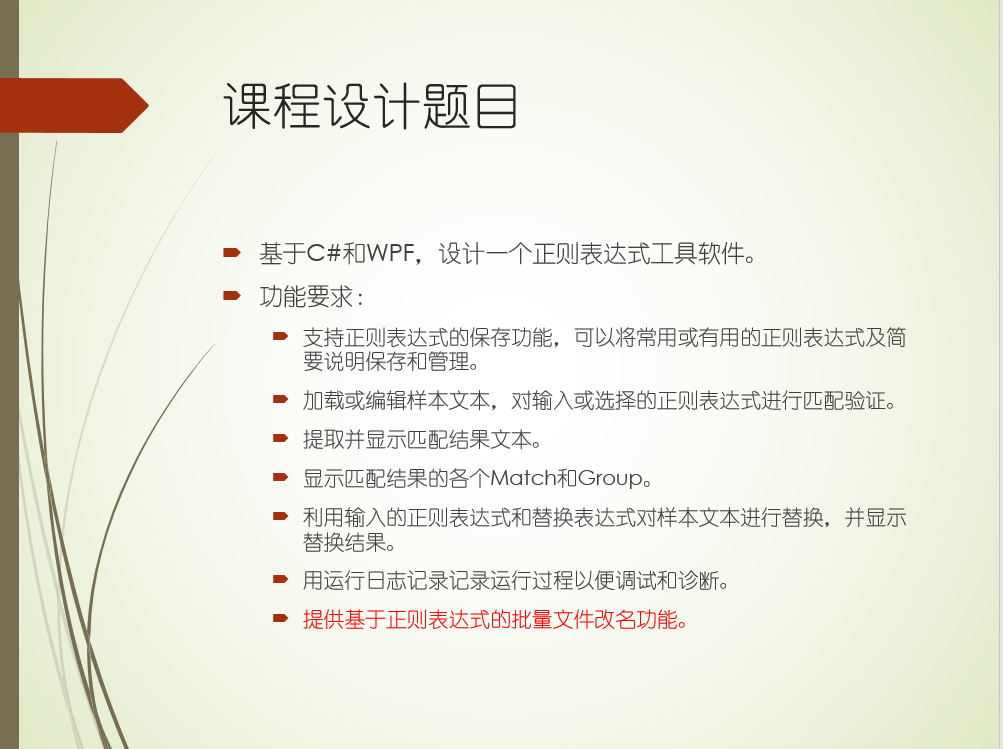 课程设计题目
基于C#和WPF，设计一个正则表达式工具软件。
功能要求：
支持正则表达式的保存功能，可以将常用或有用的正则表达式及简
要说明保存和管理。
加载或编辑样本文本，对输入或选择的正则表达式进行匹配验证。
提取并显示匹配结果文本。
显示匹配结果的各个Match和Group。
利用输入的正则表达式和替换表达式对样本文本进行替换，并显示
替换结果。
用运行日志记录记录运行过程以便调试和诊断。
提供基于正则表达式的批量文件改名功能。